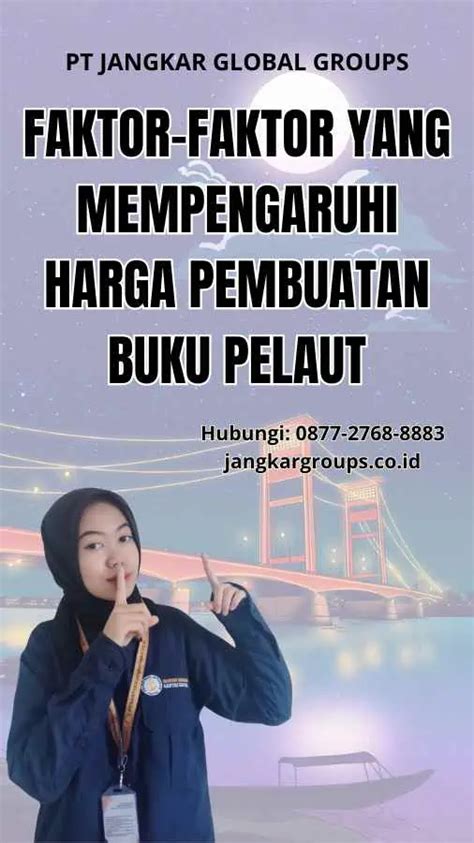 PT JANGKAR GLOBAL GROUPS
FAKTOR-FAKTOR YANG
MEMPENGARUHI
HARGA PEMBUATAN
BUKU PELAUT
Hubungi: 0877-2768-8883
jangkargroups.co.id